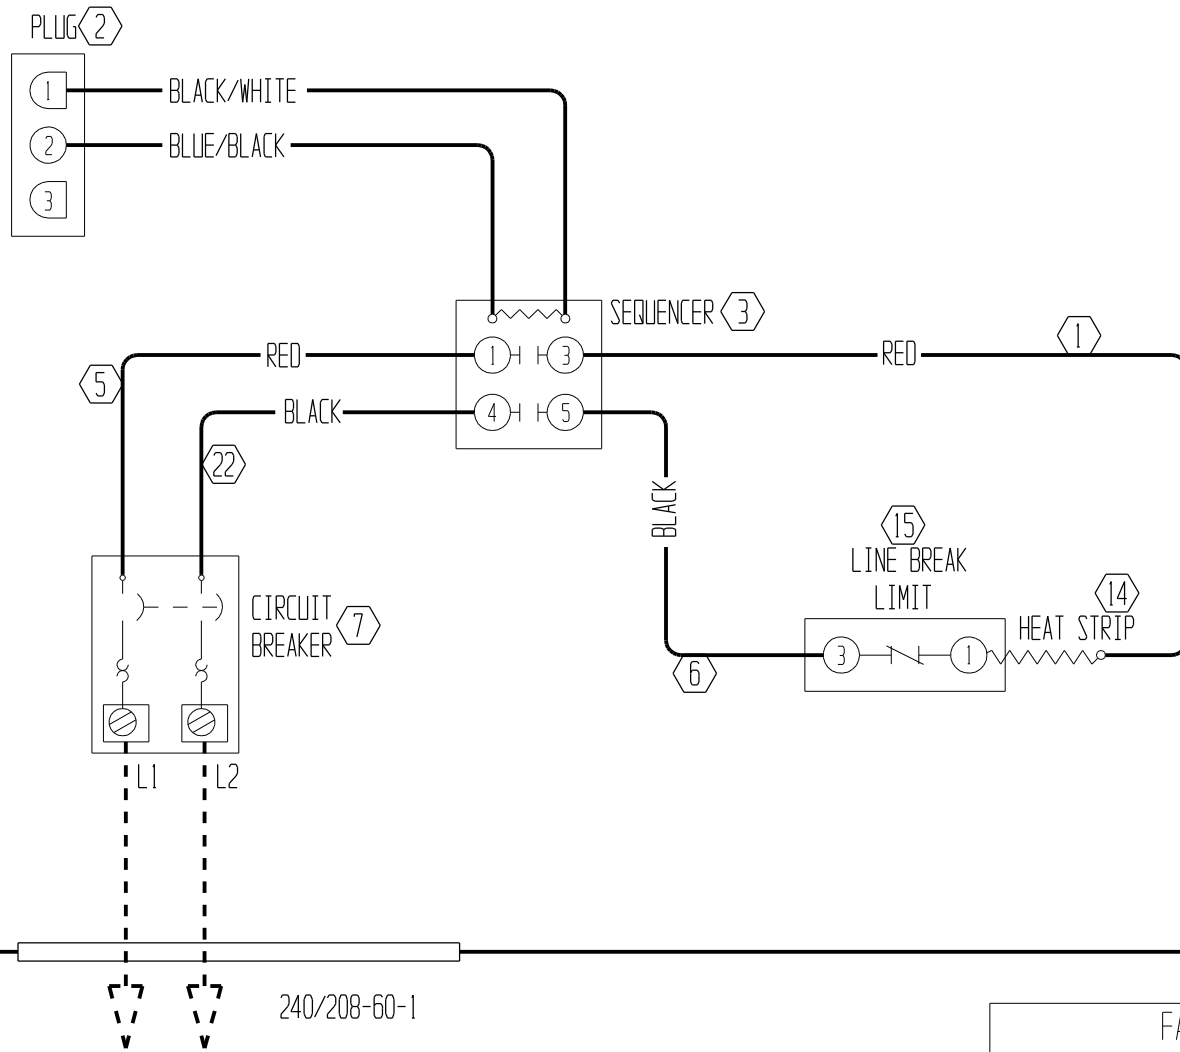 PLUG 2
1
BLACK/WHITE
2
BLUE/BLACK
3
SEQUENCER 3
1 3
RED
RED
1
5
4 5
BLACK
22
BLACK
15
LINE BREAK
LIMIT
14
HEAT STRIP
CIRCUIT
BREAKER 7
3 1
6
L1 L2
240/208-60-1
FA